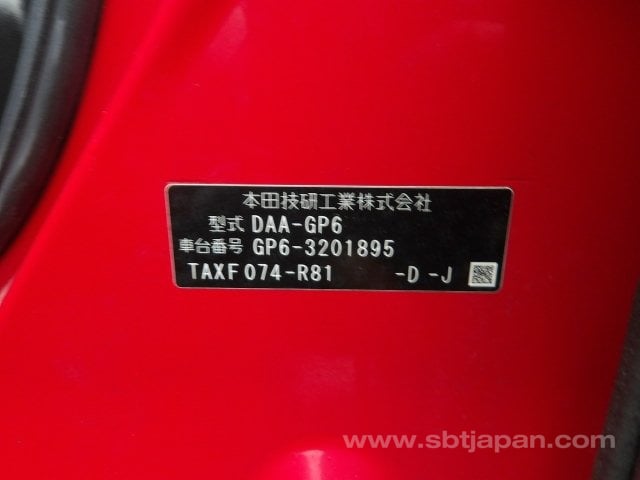 本田技研工業株式会社
型式 DAA-GP6
車台番号 GP6-3201895
TAXF074-R81 -D -J
www.sbtjapan.com